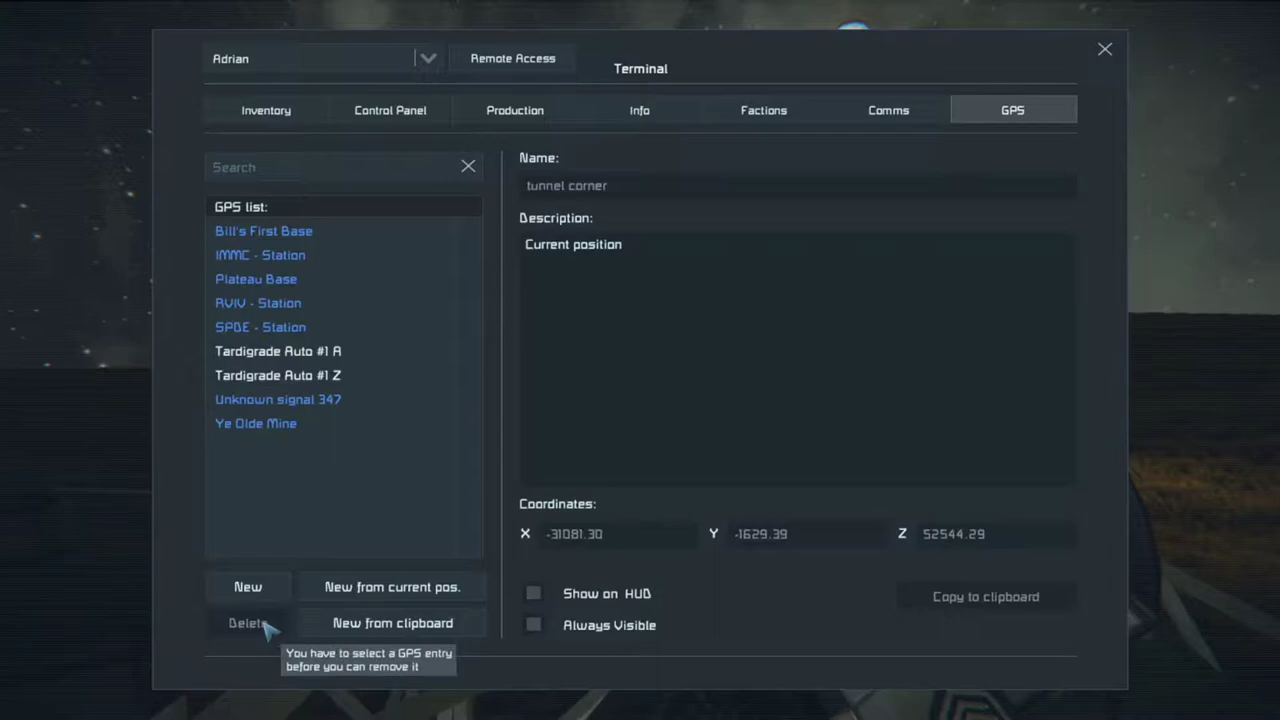 Adrian
Remote Access
Terminal
Inventory
Control Panel
Production
Info
Factions
Comms
GPS
Search
GPS list:
Bill's First Base
IMMC - Station
Plateau Base
RVIV - Station
SPBE - Station
Tardigrade Auto #1 A
Tardigrade Auto #1 Z
Unknown signal 347
Ye Olde Mine
New
New from current pos.
Delete
New from clipboard
You have to select a GPS entry
before you can remove it
Name:
tunnel corner
Description:
Current position
Coordinates:
X -31081.30 Y -1629.39 Z 52544.29
Show on HUD
Always Visible
Copy to clipboard